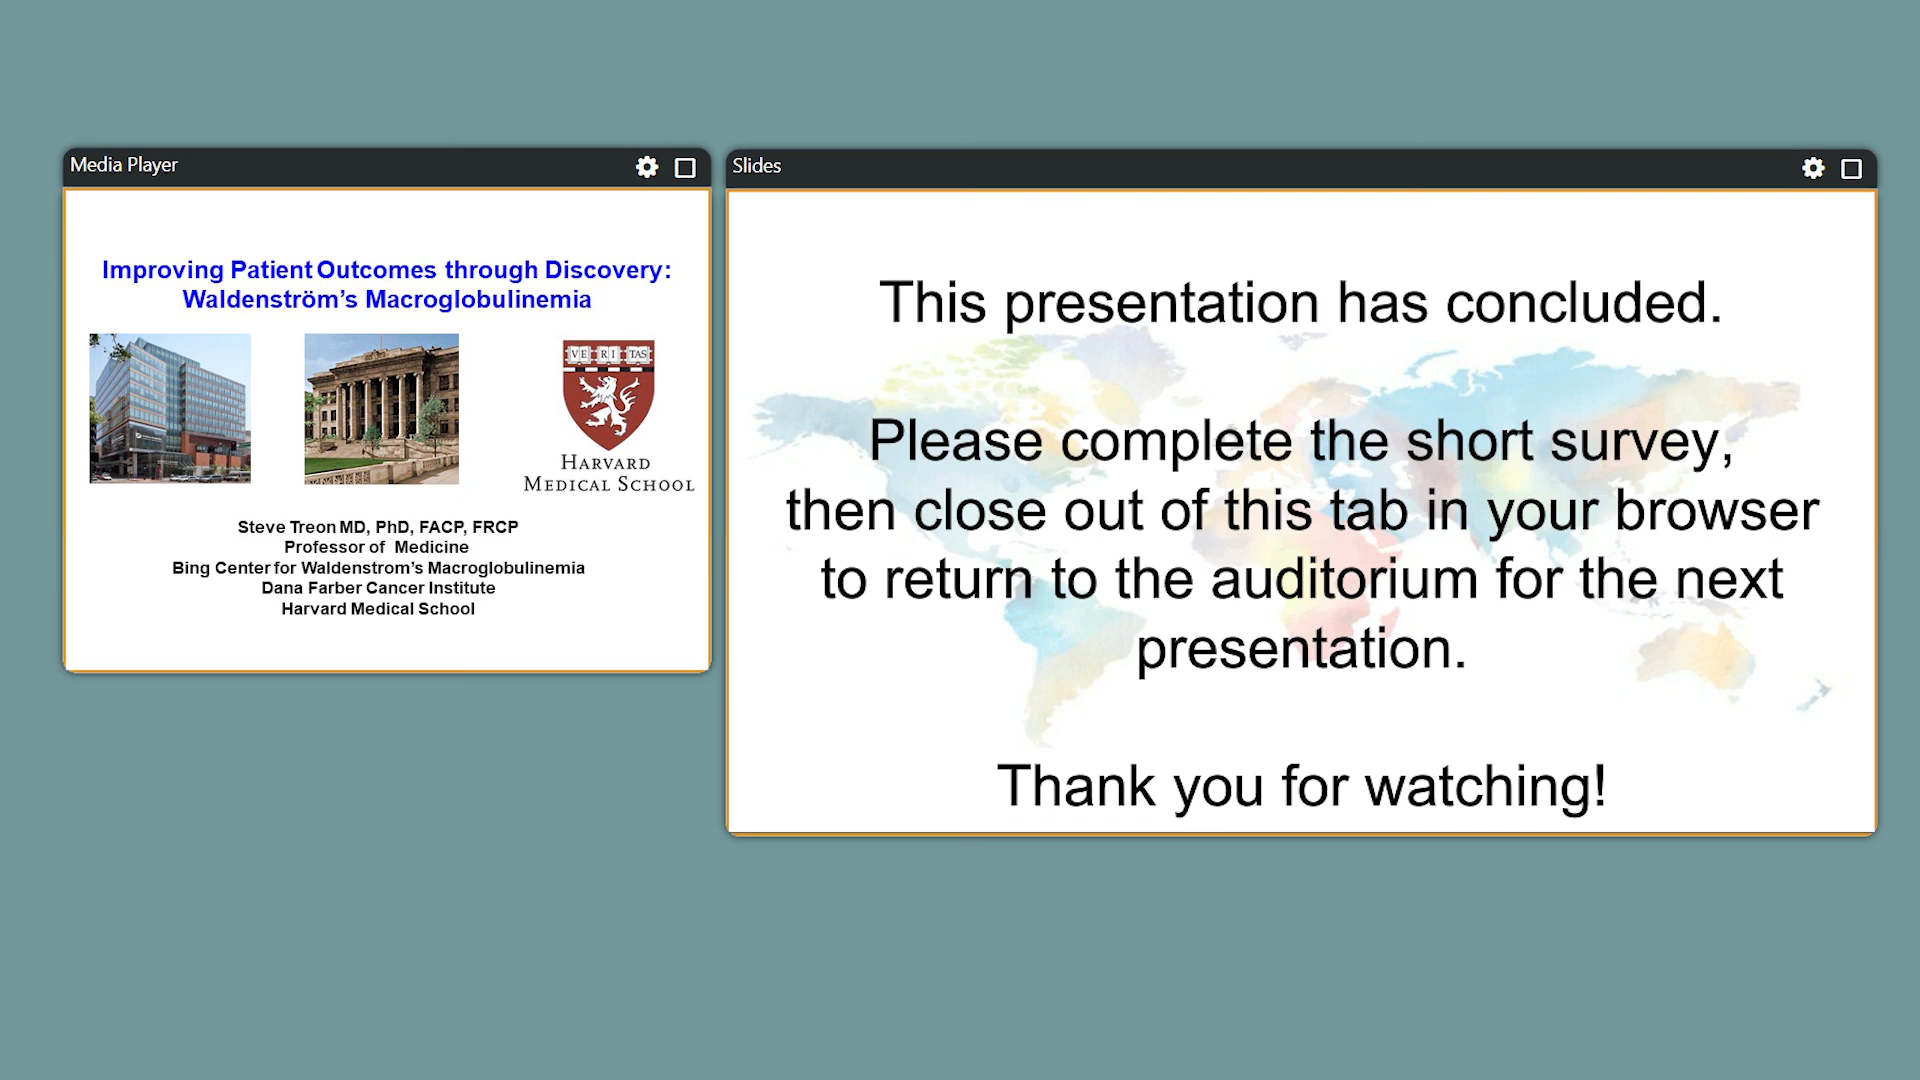 Media Player
Improving Patient Outcomes through Discovery:
Waldenström's Macroglobulinemia
VE RI TAS
HARVARD
MEDICAL SCHOOL
Steve Treon MD, PhD, FACP, FRCP
Professor of Medicine
Bing Center for Waldenstrom's Macroglobulinemia
Dana Farber Cancer Institute
Harvard Medical School
Slides
This presentation has concluded.
Please complete the short survey,
then close out of this tab in your browser
to return to the auditorium for the next
presentation.
Thank you for watching!